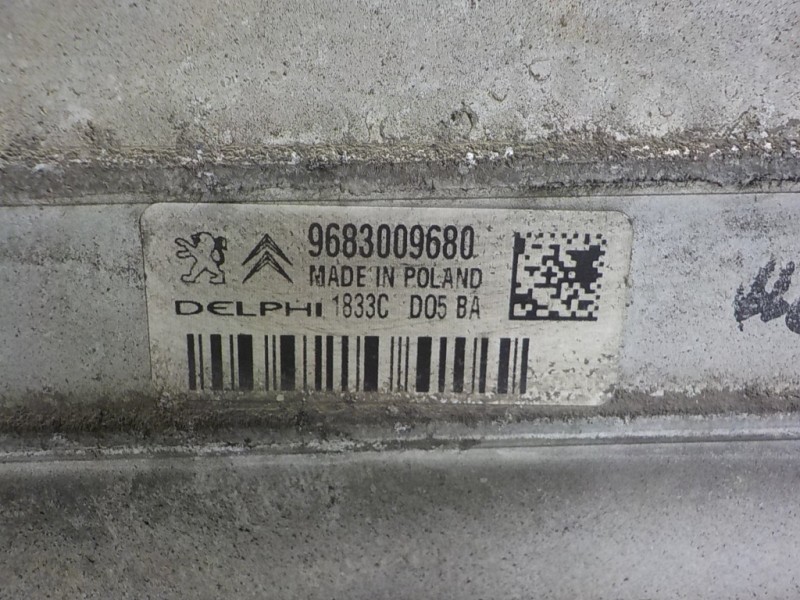 9683009680
MADE IN POLAND
DELPHI 1833C D05 BA